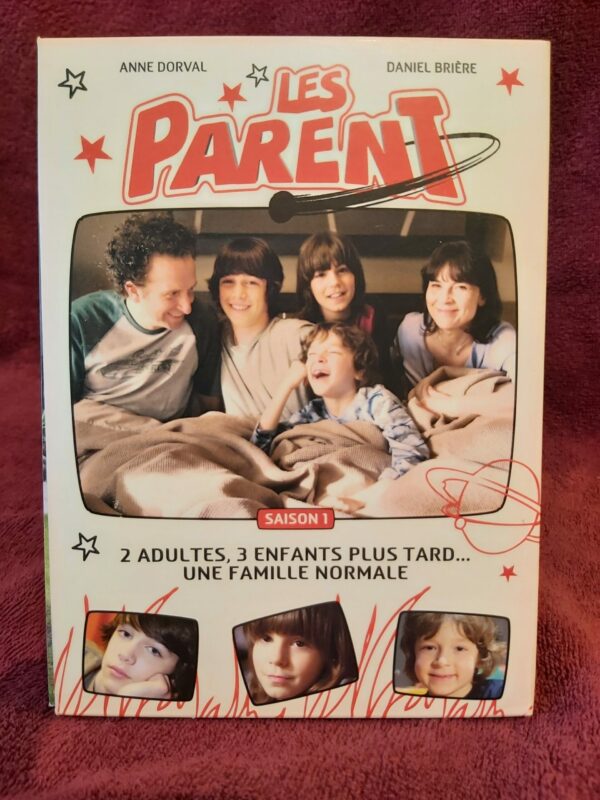 ANNE DORVAL
DANIEL BRIÈRE
LES
PARENT
SAISON 1
2 ADULTES, 3 ENFANTS PLUS TARD...
UNE FAMILLE NORMALE